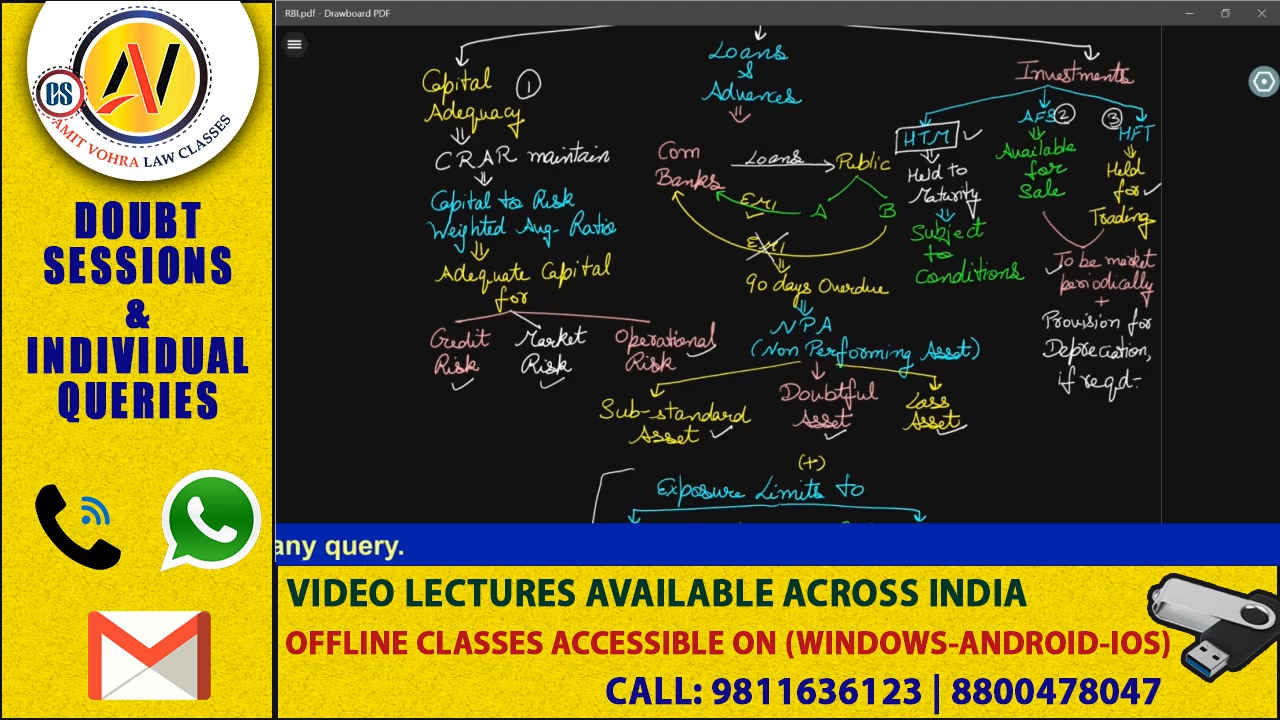 CS
AV
AMIT VOHRA LAW CLASSES
DOUBT
SESSIONS
&
INDIVIDUAL
QUERIES
RBI.pdf - Drawboard PDF
Capital
Adequacy ①
⇓
CRAR maintain
⇓
Capital to Risk
Weighted Avg- Ratio
⇓
Adequate Capital
for
Credit
Risk
Market
Risk
Operational
Risk
Loans
&
Advances
⇓
Com
Banks
Loans
Public
EMI
A
B
EMI
⇓
90 days Overdue
⇓
NPA
(Non Performing Asset)
Sub-standard
Asset
Doubtful
Asset
Loss
Asset
(+)
Exposure Limits to
Investments
HTM
⇓
Held to
Maturity
⇓
Subject
to
Conditions
AFS ②
⇓
Available
for
Sale
③ HFT
⇓
Held
for
Trading
To be market
periodically
+
Provision for
Depreciation,
if reqd-
any query.
VIDEO LECTURES AVAILABLE ACROSS INDIA
OFFLINE CLASSES ACCESSIBLE ON (WINDOWS-ANDROID-IOS)
CALL: 9811636123 | 8800478047